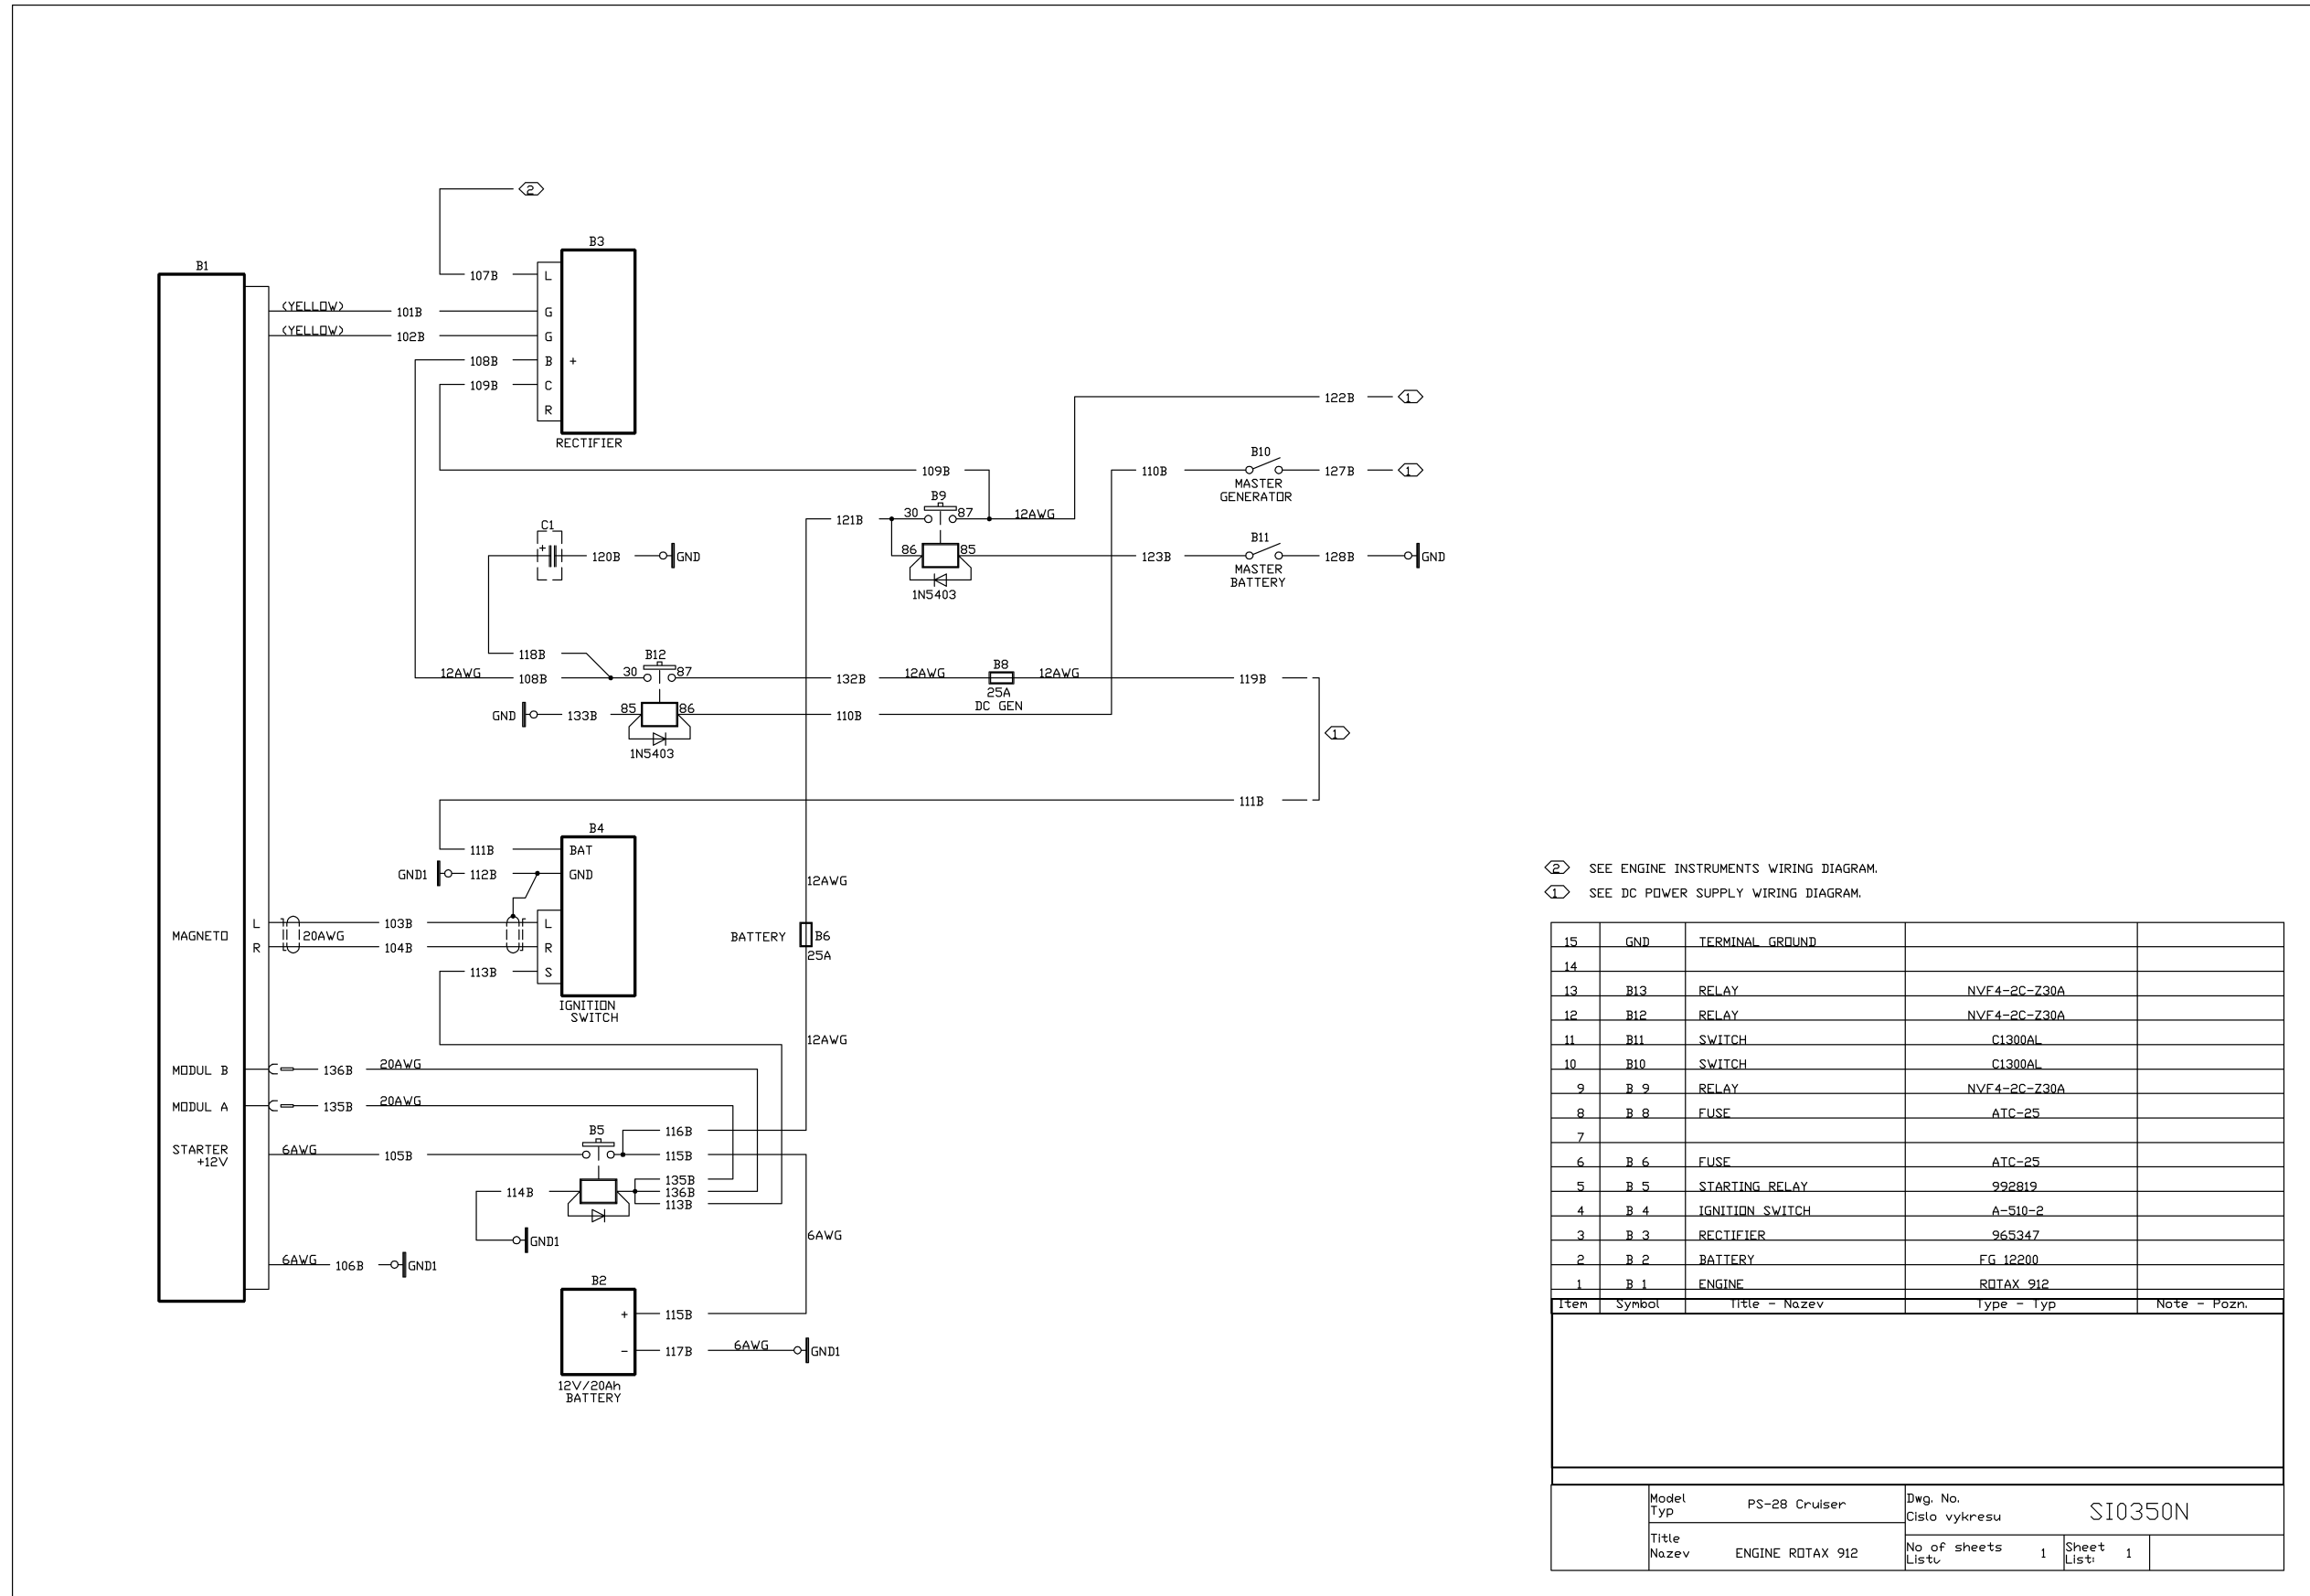 2
B3
B1
107B
L
(YELLOW)
101B
G
(YELLOW)
102B
G
108B
B
+
109B
C
R
RECTIFIER
122B
1
109B
110B
B10
127B
1
MASTER
GENERATOR
B9
121B
30
87
12AWG
C1
+
120B
GND
86
85
123B
B11
128B
GND
MASTER
BATTERY
1N5403
118B
B12
12AWG
108B
30
87
132B
12AWG
B8
12AWG
119B
25A
DC GEN
GND
133B
85
86
110B
1N5403
1
111B
B4
111B
BAT
GND1
112B
GND
12AWG
MAGNETO
L
103B
L
20AWG
R
104B
R
BATTERY
B6
25A
113B
S
IGNITION
SWITCH
12AWG
MODUL B
136B
20AWG
MODUL A
135B
20AWG
B5
116B
STARTER
+12V
6AWG
105B
115B
135B
114B
136B
113B
GND1
6AWG
6AWG
106B
GND1
B2
+
115B
-
117B
6AWG
GND1
12V/20Ah
BATTERY
2 SEE ENGINE INSTRUMENTS WIRING DIAGRAM.
1 SEE DC POWER SUPPLY WIRING DIAGRAM.
15 GND TERMINAL GROUND
14
13 B13 RELAY NVF4-2C-Z30A
12 B12 RELAY NVF4-2C-Z30A
11 B11 SWITCH C1300AL
10 B10 SWITCH C1300AL
9 B 9 RELAY NVF4-2C-Z30A
8 B 8 FUSE ATC-25
7
6 B 6 FUSE ATC-25
5 B 5 STARTING RELAY 992819
4 B 4 IGNITION SWITCH A-510-2
3 B 3 RECTIFIER 965347
2 B 2 BATTERY FG 12200
1 B 1 ENGINE ROTAX 912
Item Symbol Title - Nazev Type - Typ Note - Pozn.
Model
Typ
PS-28 Cruiser
Dwg. No.
Cislo vykresu
SI0350N
Title
Nazev
ENGINE ROTAX 912
No of sheets
Listu
1
Sheet
List:
1